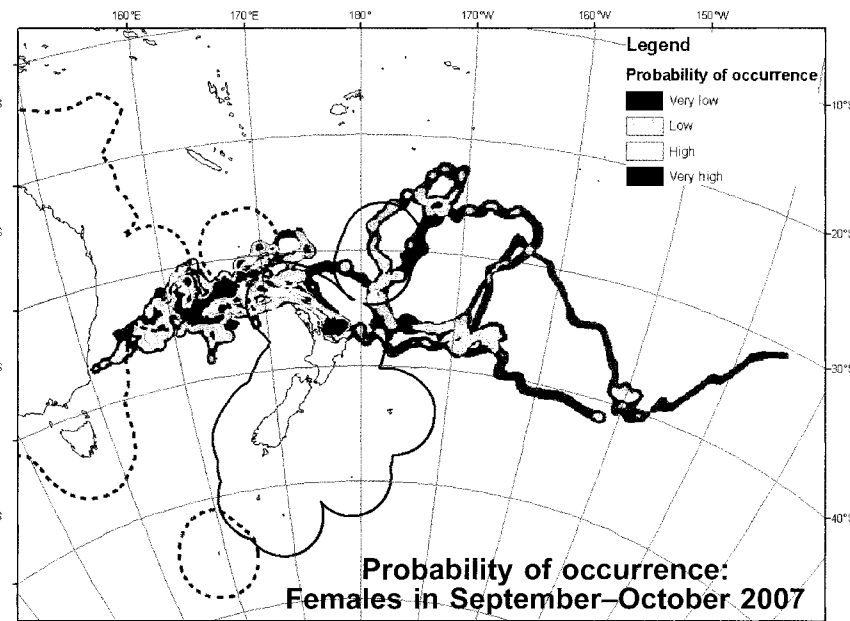 160°E 170°E 180° 170°W 160°W 150°W
Legend
Probability of occurrence
Very low
Low
High
Very high
10°S
20°S
30°S
40°S
Probability of occurrence:
Females in September–October 2007